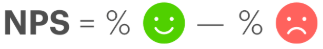 NPS = % — %